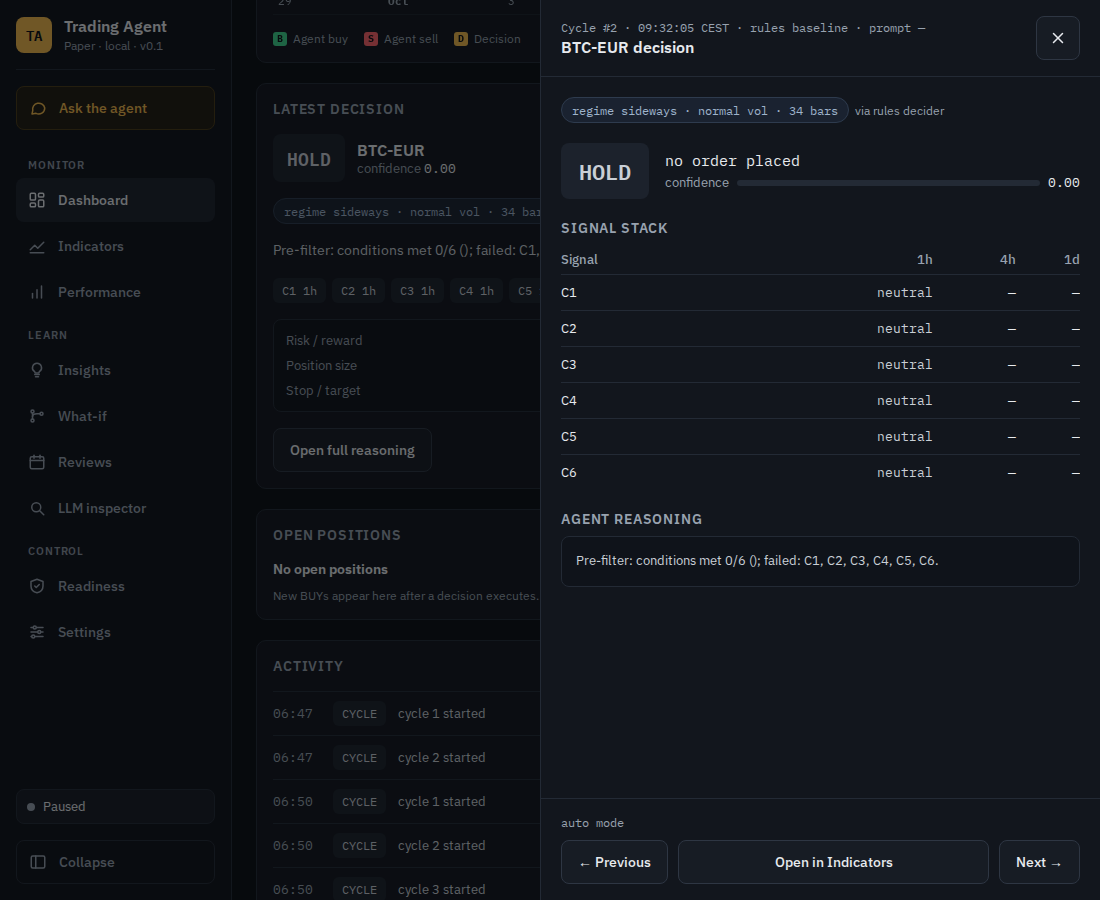 TA
Trading Agent
Paper · local · v0.1
Ask the agent
MONITOR
Dashboard
Indicators
Performance
LEARN
Insights
What-if
Reviews
LLM inspector
CONTROL
Readiness
Settings
Paused
Collapse
29 Oct 3
B Agent buy S Agent sell D Decision
LATEST DECISION
HOLD
BTC-EUR
confidence 0.00
regime sideways · normal vol · 34 bar
Pre-filter: conditions met 0/6 (); failed: C1,
C1 1h C2 1h C3 1h C4 1h C5
Risk / reward
Position size
Stop / target
Open full reasoning
OPEN POSITIONS
No open positions
New BUYs appear here after a decision executes.
ACTIVITY
06:47 CYCLE cycle 1 started
06:47 CYCLE cycle 2 started
06:50 CYCLE cycle 1 started
06:50 CYCLE cycle 2 started
06:50 CYCLE cycle 3 started
Cycle #2 · 09:32:05 CEST · rules baseline · prompt —
BTC-EUR decision
regime sideways · normal vol · 34 bars via rules decider
HOLD
no order placed
confidence 0.00
SIGNAL STACK
Signal 1h 4h 1d
C1 neutral — —
C2 neutral — —
C3 neutral — —
C4 neutral — —
C5 neutral — —
C6 neutral — —
AGENT REASONING
Pre-filter: conditions met 0/6 (); failed: C1, C2, C3, C4, C5, C6.
auto mode
← Previous Open in Indicators Next →